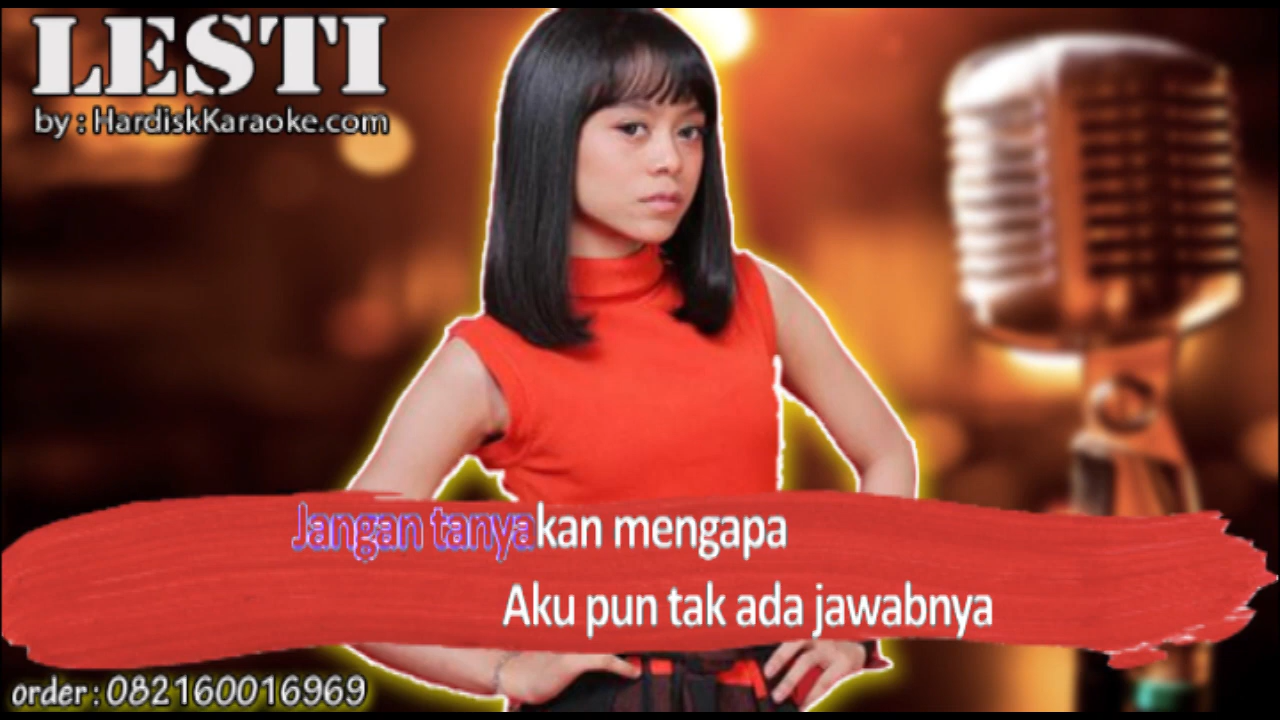 LESTI
by : HardiskKaraoke.com
Jangan tanyakan mengapa
Aku pun tak ada jawabnya
order : 082160016969